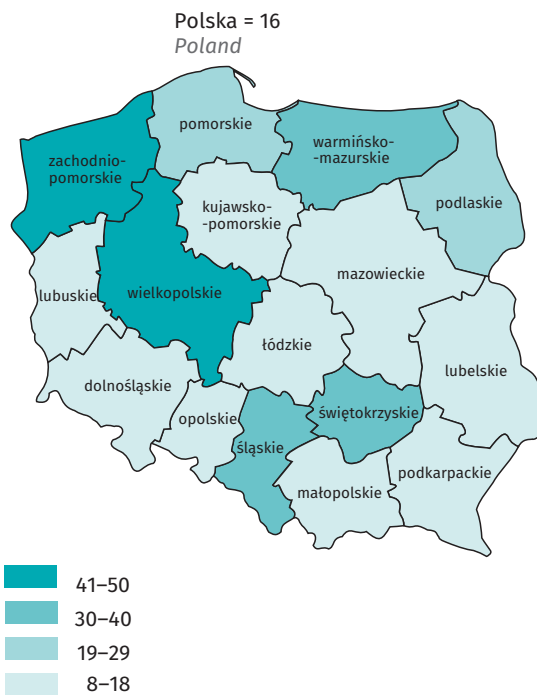 Polska = 16
Poland
pomorskie
warmińsko-
-mazurskie
zachodnio-
pomorskie
podlaskie
kujawsko-
-pomorskie
mazowieckie
lubuskie
wielkopolskie
łódzkie
lubelskie
dolnośląskie
opolskie
świętokrzyskie
śląskie
podkarpackie
małopolskie
41–50
30–40
19–29
8–18